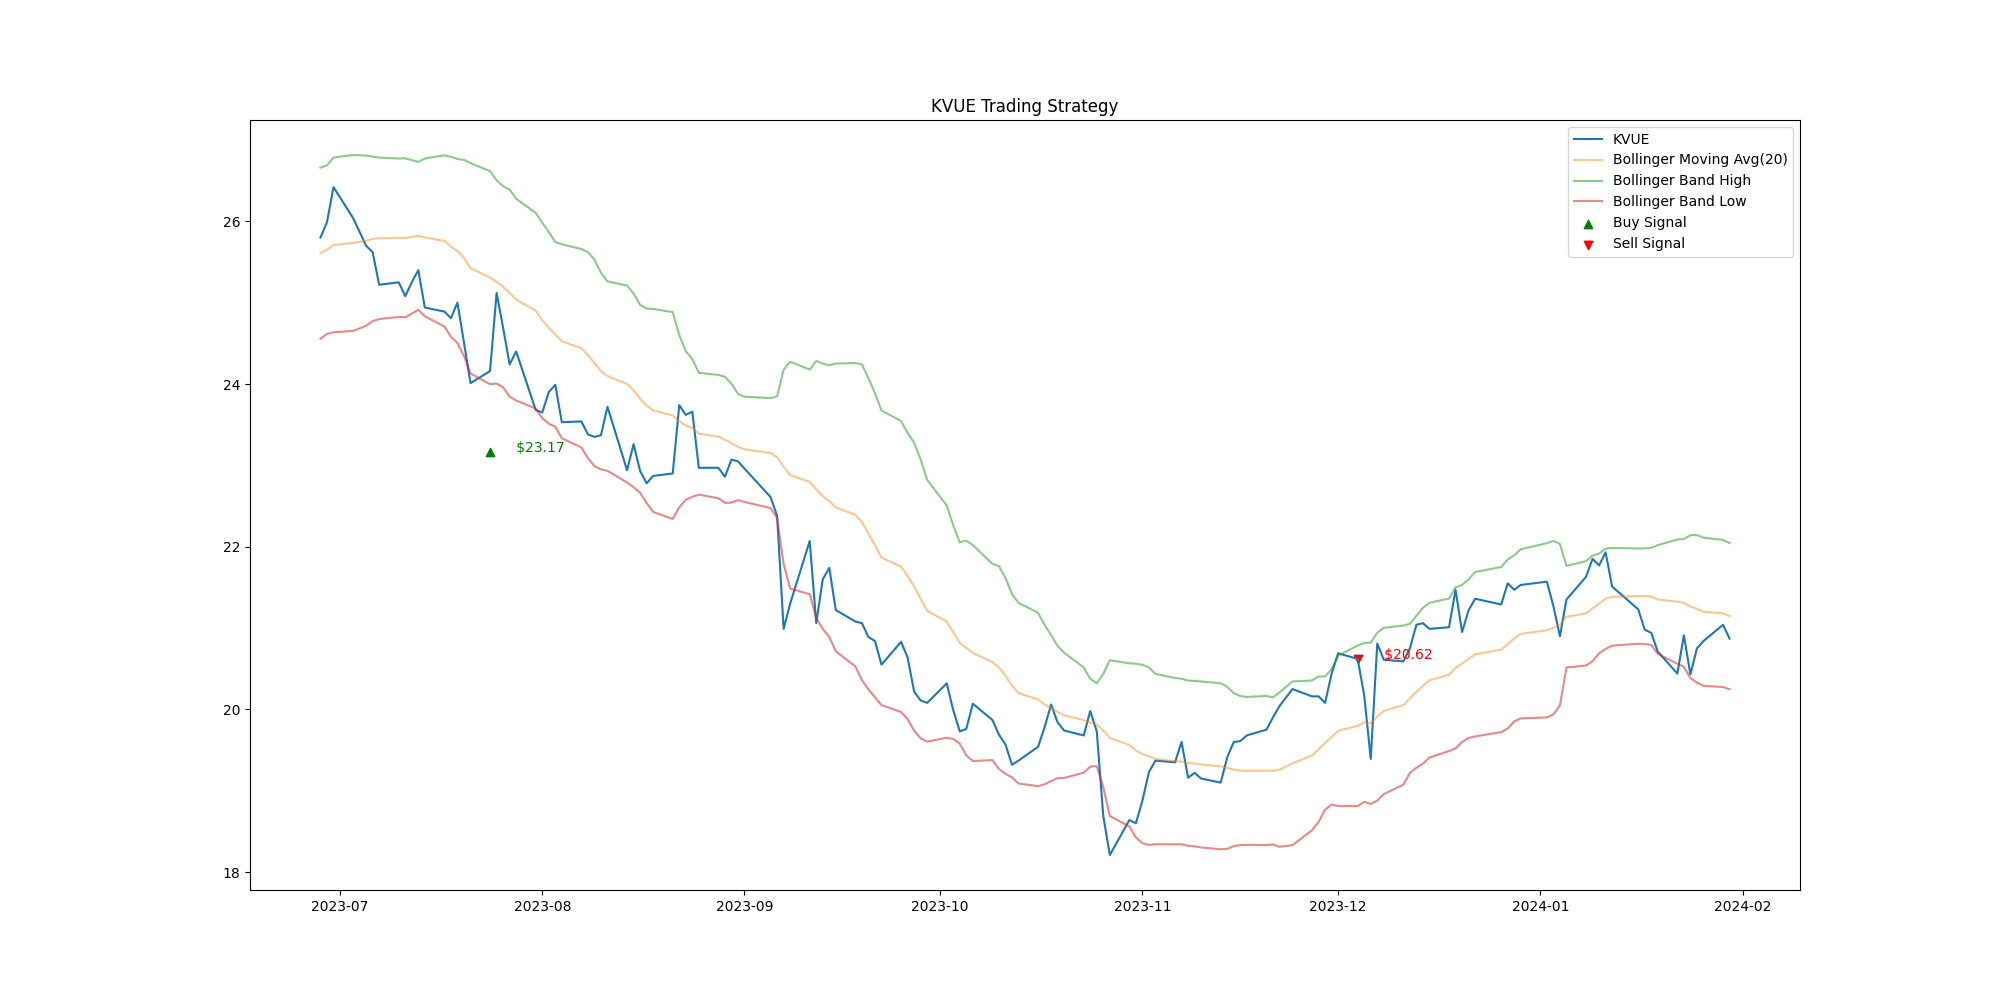 KVUE Trading Strategy
KVUE
Bollinger Moving Avg(20)
Bollinger Band High
Bollinger Band Low
Buy Signal
Sell Signal
26
24
22
20
18
$23.17
$20.62
2023-07
2023-08
2023-09
2023-10
2023-11
2023-12
2024-01
2024-02